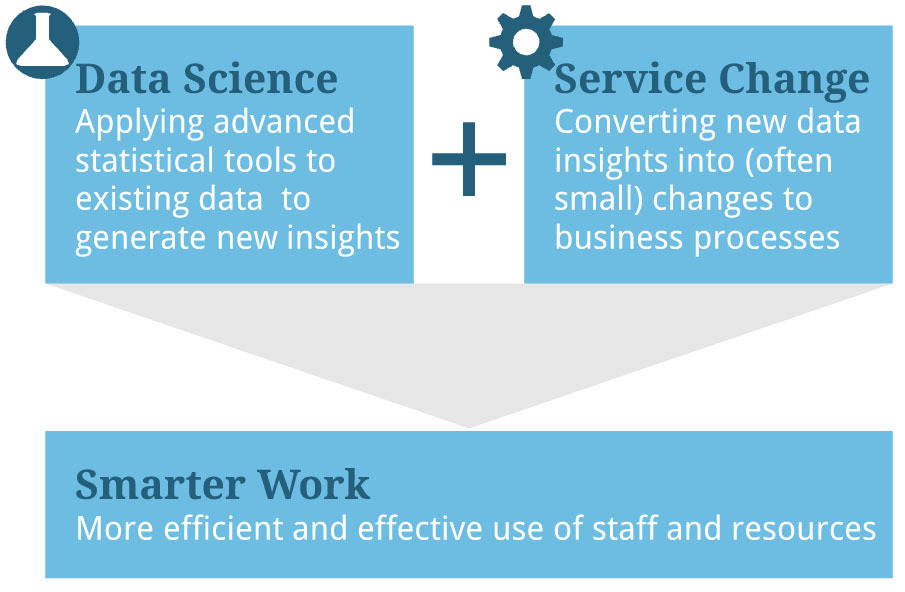 Data Science
Applying advanced
statistical tools to
existing data  to
generate new insights
+
Service Change
Converting new data
insights into (often
small) changes to
business processes
Smarter Work
More efficient and effective use of staff and resources